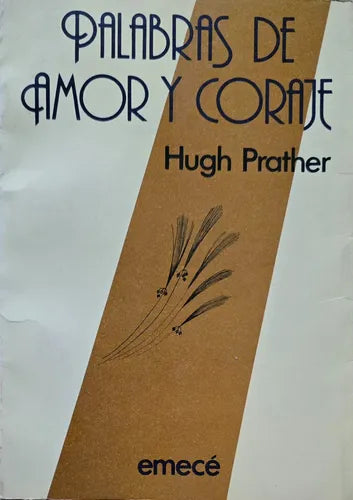 PALABRAS DE
AMOR Y CORAJE
Hugh Prather
emecé